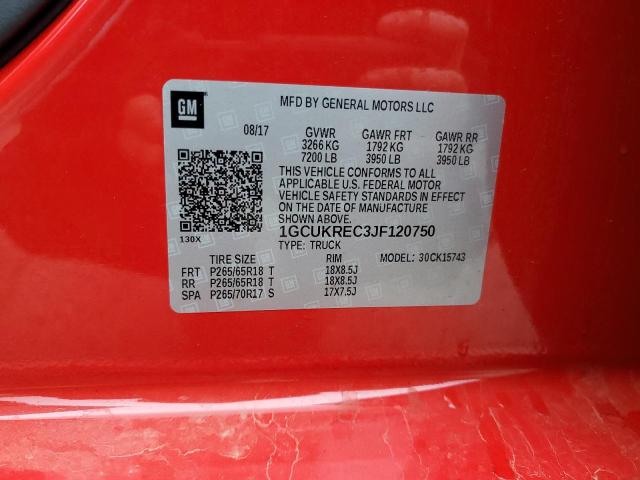 GM
MFD BY GENERAL MOTORS LLC
08/17 GVWR GAWR FRT GAWR RR
3266 KG 1792 KG 1792 KG
7200 LB 3950 LB 3950 LB
THIS VEHICLE CONFORMS TO ALL
APPLICABLE U.S. FEDERAL MOTOR
VEHICLE SAFETY STANDARDS IN EFFECT
ON THE DATE OF MANUFACTURE
SHOWN ABOVE.
130X
1GCUKREC3JF120750
TYPE: TRUCK
TIRE SIZE RIM MODEL: 30CK15743
FRT P265/65R18 T 18X8.5J
RR P265/65R18 T 18X8.5J
SPA P265/70R17 S 17X7.5J